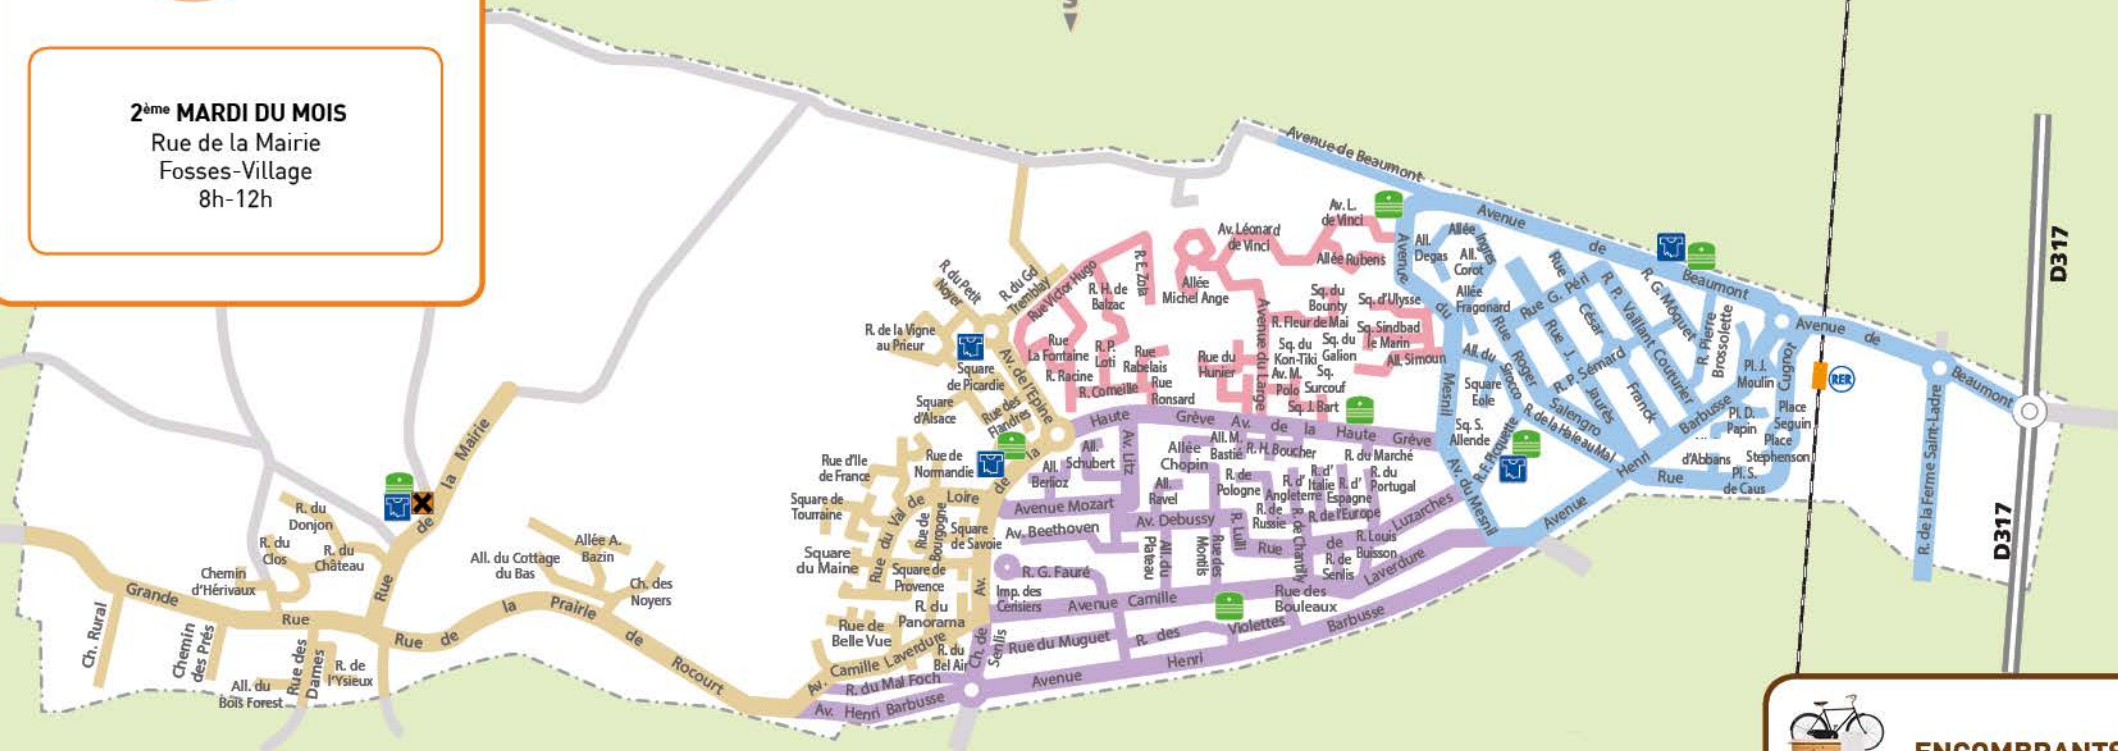 2ème MARDI DU MOIS
Rue de la Mairie
Fosses-Village
8h-12h
Avenue de Beaumont
Av. L.
de Vinci
Av. Léonard
de Vinci
Allée Rubens
Avenue
du
Mesnil
All.
Degas
Allée Ingres
All.
Corot
Allée
Fragonard
Avenue
de
Beaumont
Avenue
de
Beaumont
D317
D317
RER
R. du Petit
Noyer
R. du Gd
Tremblay
Rue Victor Hugo
R. E. Zola
R. H. de
Balzac
Allée
Michel Ange
Avenue du Large
Sq. du
Bounty
Sq. d'Ulysse
R. Fleur de Mai
Sq. Sindbad
le Marin
Sq. du
Kon-Tiki
Sq. du
Galion
All. Simoun
Av. M.
Polo
Sq.
Surcouf
Sq. J. Bart
Rue G. Péri
Rue
César
Franck
R. P. Vaillant Couturier
R. G. Môquet
R. Pierre
Brossolette
Rue J.
Jaurès
R. P. Sémard
Rue
Roger
Salengro
All. du
Sirocco
Square
Eole
Sq. S.
Allende
R. F. Picquette
R. de la Haie au Mal
Pl. J.
Moulin
Cugnot
Pl. D.
Papin
Place
Seguin
Place
Stephenson
d'Abbans
Pl. S.
de Caus
Rue
Avenue
Henri
Barbusse
R. de la Ferme Saint-Ladre
R. de la Vigne
au Prieur
Square
de Picardie
Av. de l'Epine
Square
d'Alsace
Rue des
Flandres
Rue
La Fontaine
R. P.
Loti
Rue
Rabelais
R. Racine
R. Corneille
Rue
Ronsard
Rue du
Hunier
Haute
Grève
Av.
de
la
Haute
Grève
Rue d'Ile
de France
Rue de
Normandie
Square de
Tourraine
Rue du Val de
Loire
Rue de
Bourgogne
Square
de Savoie
Square
du Maine
Square de
Provence
R. du
Panorama
Rue de
Belle Vue
Av.
de
la
All.
Berlioz
All.
Schubert
Av. Litz
Allée
Chopin
All. M.
Bastié
R. H. Boucher
R. du Marché
All.
Ravel
R. de
Pologne
R. d'
Angleterre
R. d'
Italie
R. d'
Espagne
R. du
Portugal
R. de
Russie
R. de l'Europe
Luzarches
Avenue Mozart
Av. Beethoven
Av. Debussy
R. Lulli
Rue
de
R. de Chantilly
R. Louis
Buisson
R. de
Senlis
All. du
Plateau
Rue des
Montils
R. G. Fauré
Imp. des
Cerisiers
Avenue
Camille
Laverdure
Rue des
Bouleaux
Rue du Muguet
R. des
Violettes
Av. du Mesnil
Avenue
Henri
Barbusse
Av.
Camille Laverdure
R. du
Bel Air
Ch. de
Senlis
R. du Mal Foch
Av. Henri Barbusse
Rue
de
la
Mairie
R. du
Donjon
R. du
Clos
R. du
Château
Chemin
d'Hérivaux
Grande
Rue
Ch. Rural
Chemin
des Prés
Rue des
Dames
All. du
Bois Forest
R. de
l'Ysieux
Rue
de
la
Prairie
de
Rocourt
All. du Cottage
du Bas
Allée A.
Bazin
Ch. des
Noyers
ENCOMBRANTS